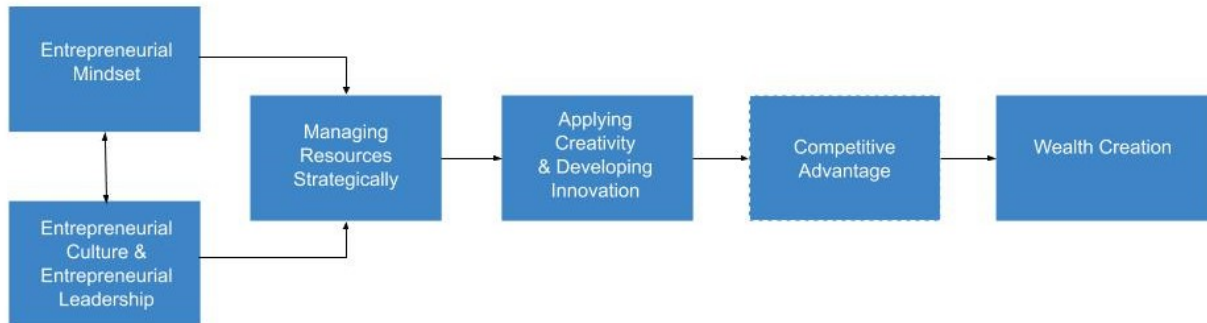 Entrepreneurial
Mindset
Entrepreneurial
Culture &
Entrepreneurial
Leadership
Managing
Resources
Strategically
Applying
Creativity
& Developing
Innovation
Competitive
Advantage
Wealth Creation